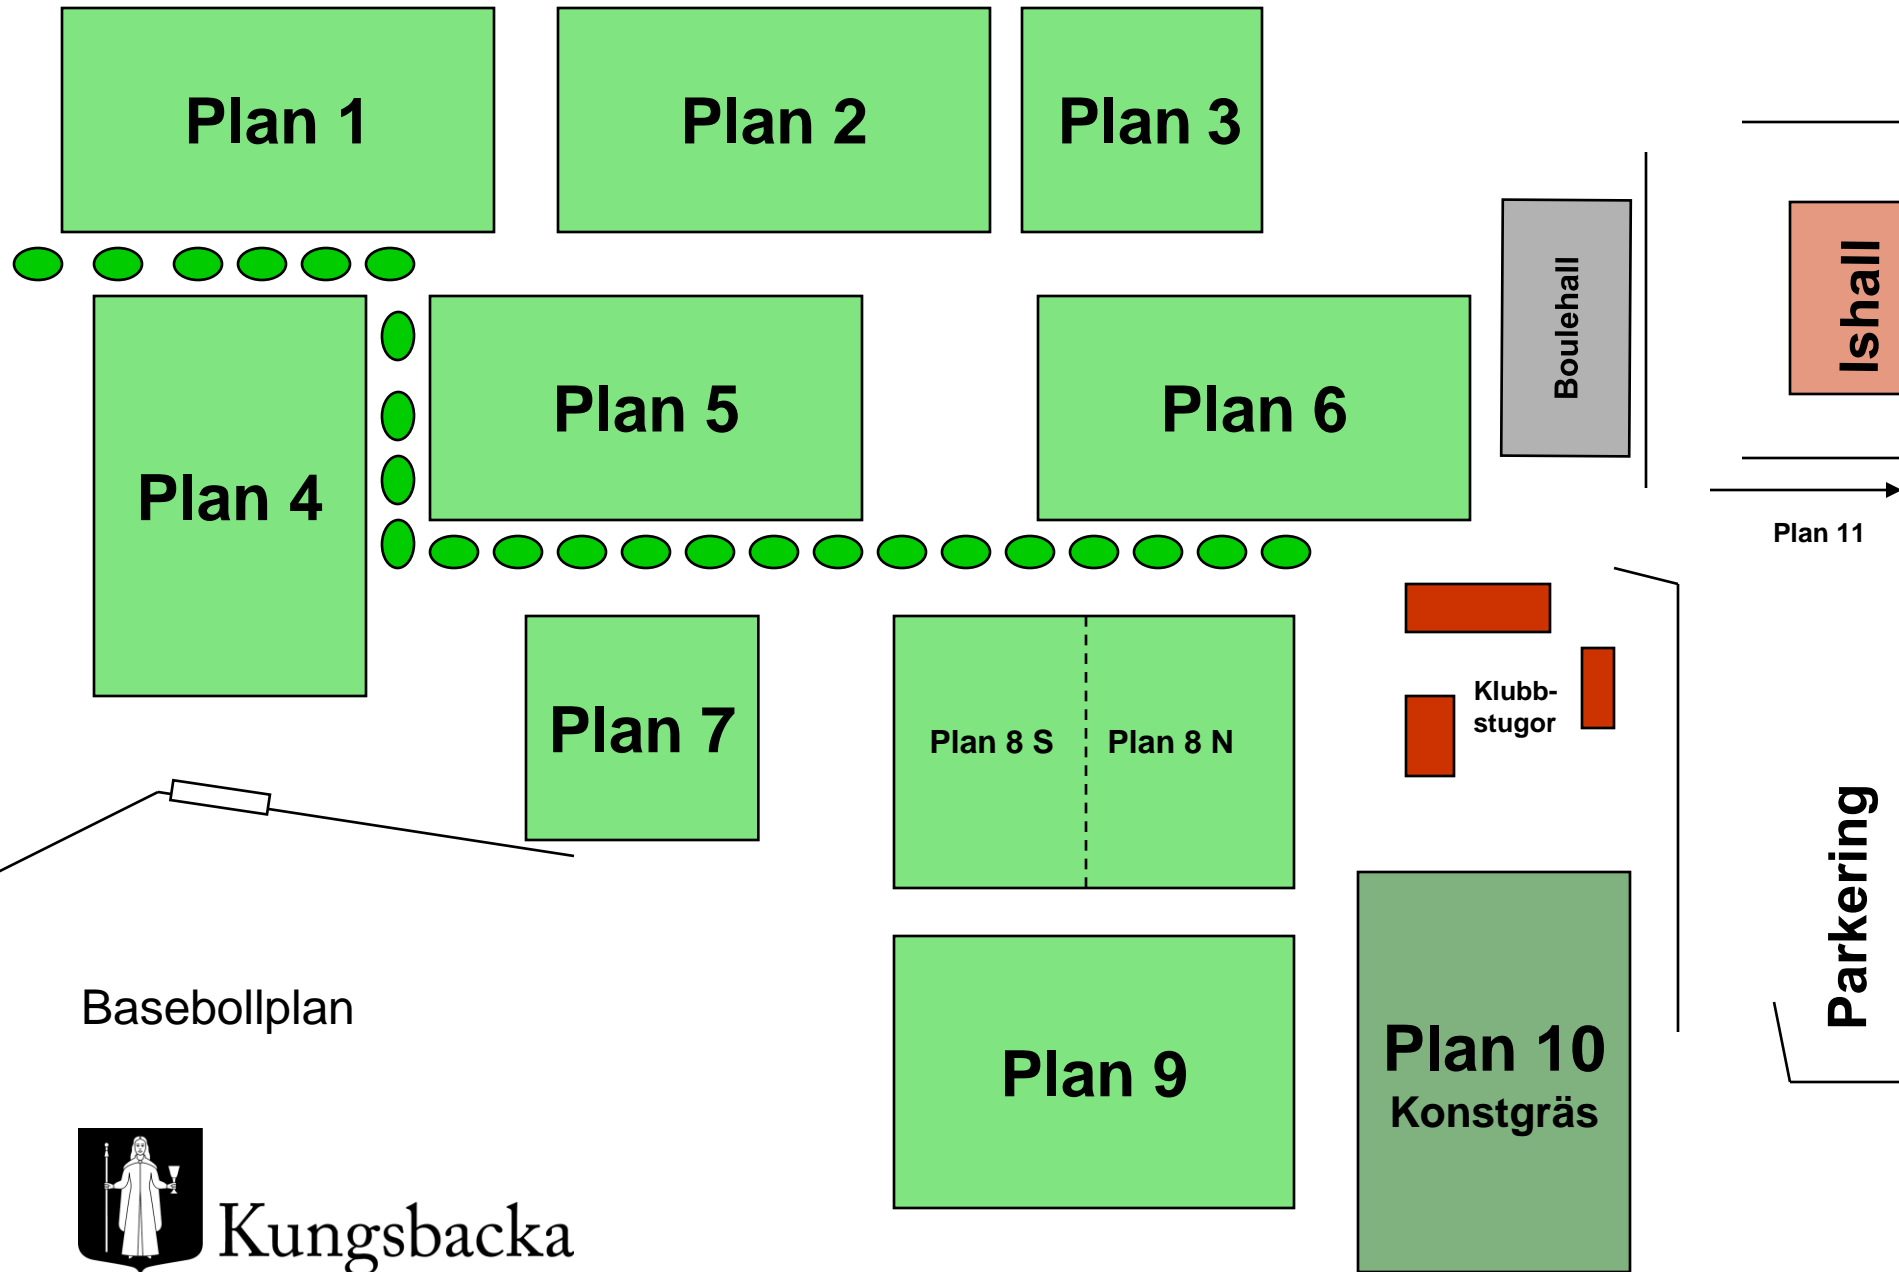 Plan 1
Plan 2
Plan 3
Boulehall
Ishall
Plan 4
Plan 5
Plan 6
Plan 11
Plan 7
Plan 8 S
Plan 8 N
Klubb-
stugor
Parkering
Basebollplan
Plan 9
Plan 10
Konstgräs
Kungsbacka